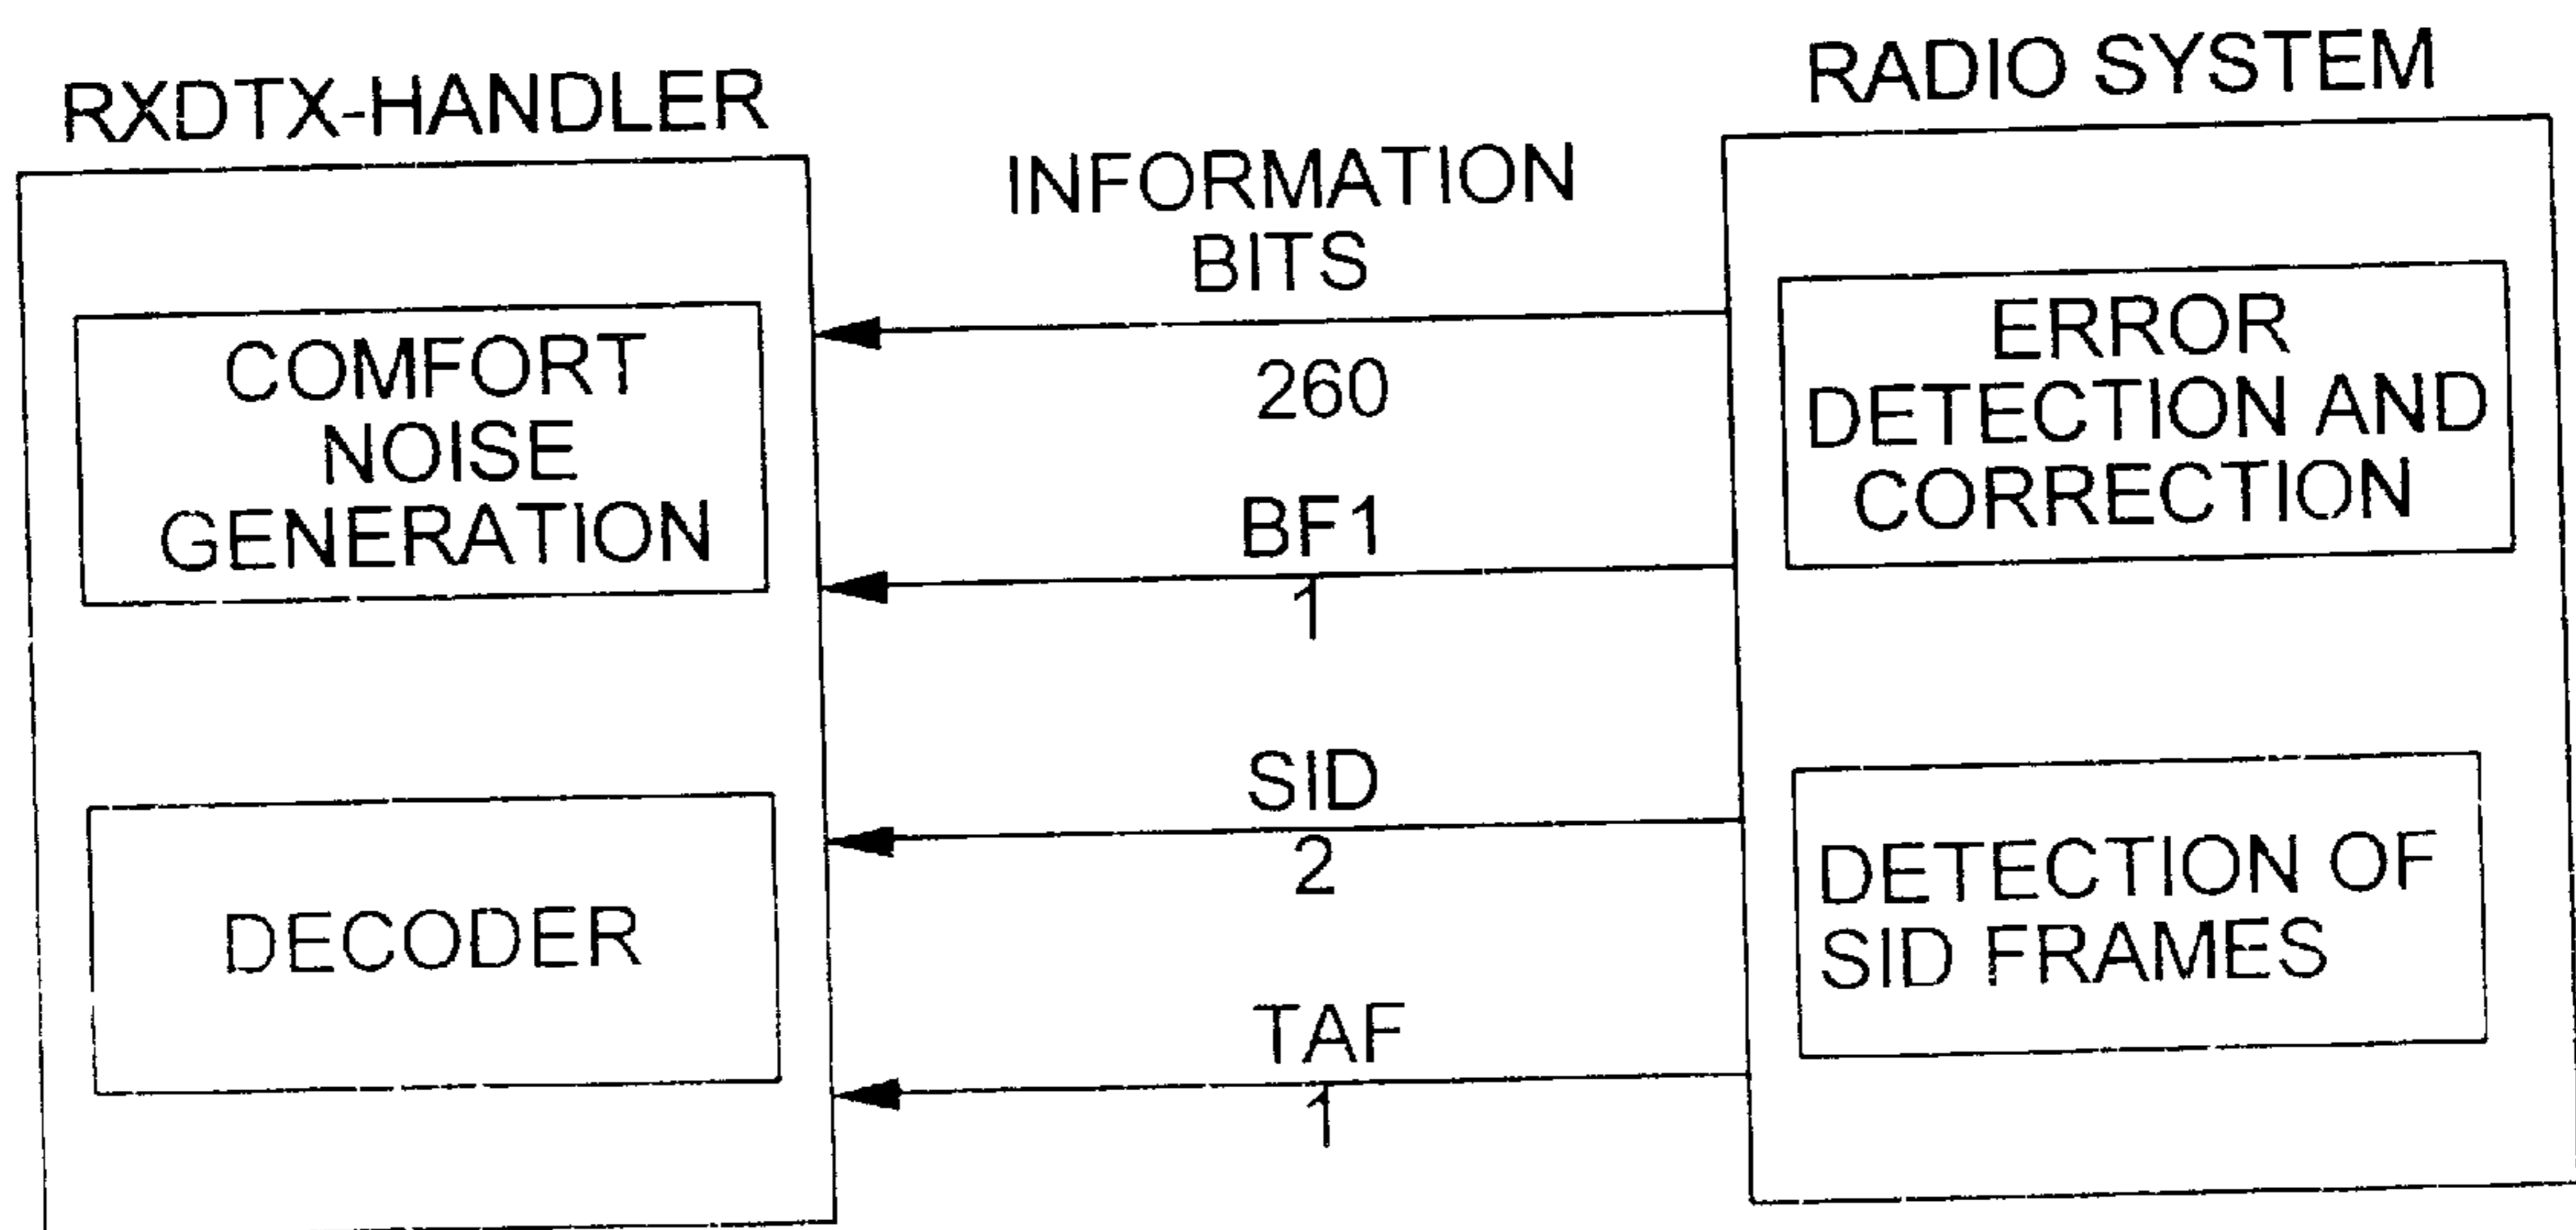 RXDTX-HANDLER
COMFORT
NOISE
GENERATION
DECODER
INFORMATION
BITS
260
BF1
1
SID
2
TAF
1
RADIO SYSTEM
ERROR
DETECTION AND
CORRECTION
DETECTION OF
SID FRAMES